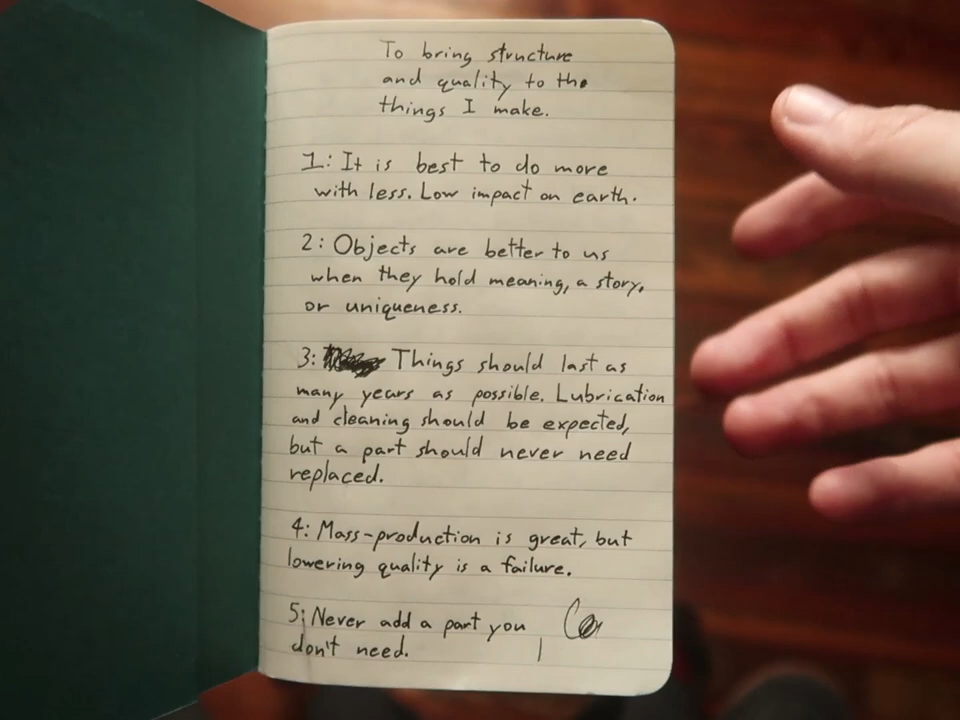 To bring structure
and quality to the
things I make.
1: It is best to do more
with less. Low impact on earth.
2: Objects are better to us
when they hold meaning, a story,
or uniqueness.
3: Things should last as
many years as possible. Lubrication
and cleaning should be expected,
but a part should never need
replaced.
4: Mass-production is great, but
lowering quality is a failure.
5: Never add a part you
don't need.